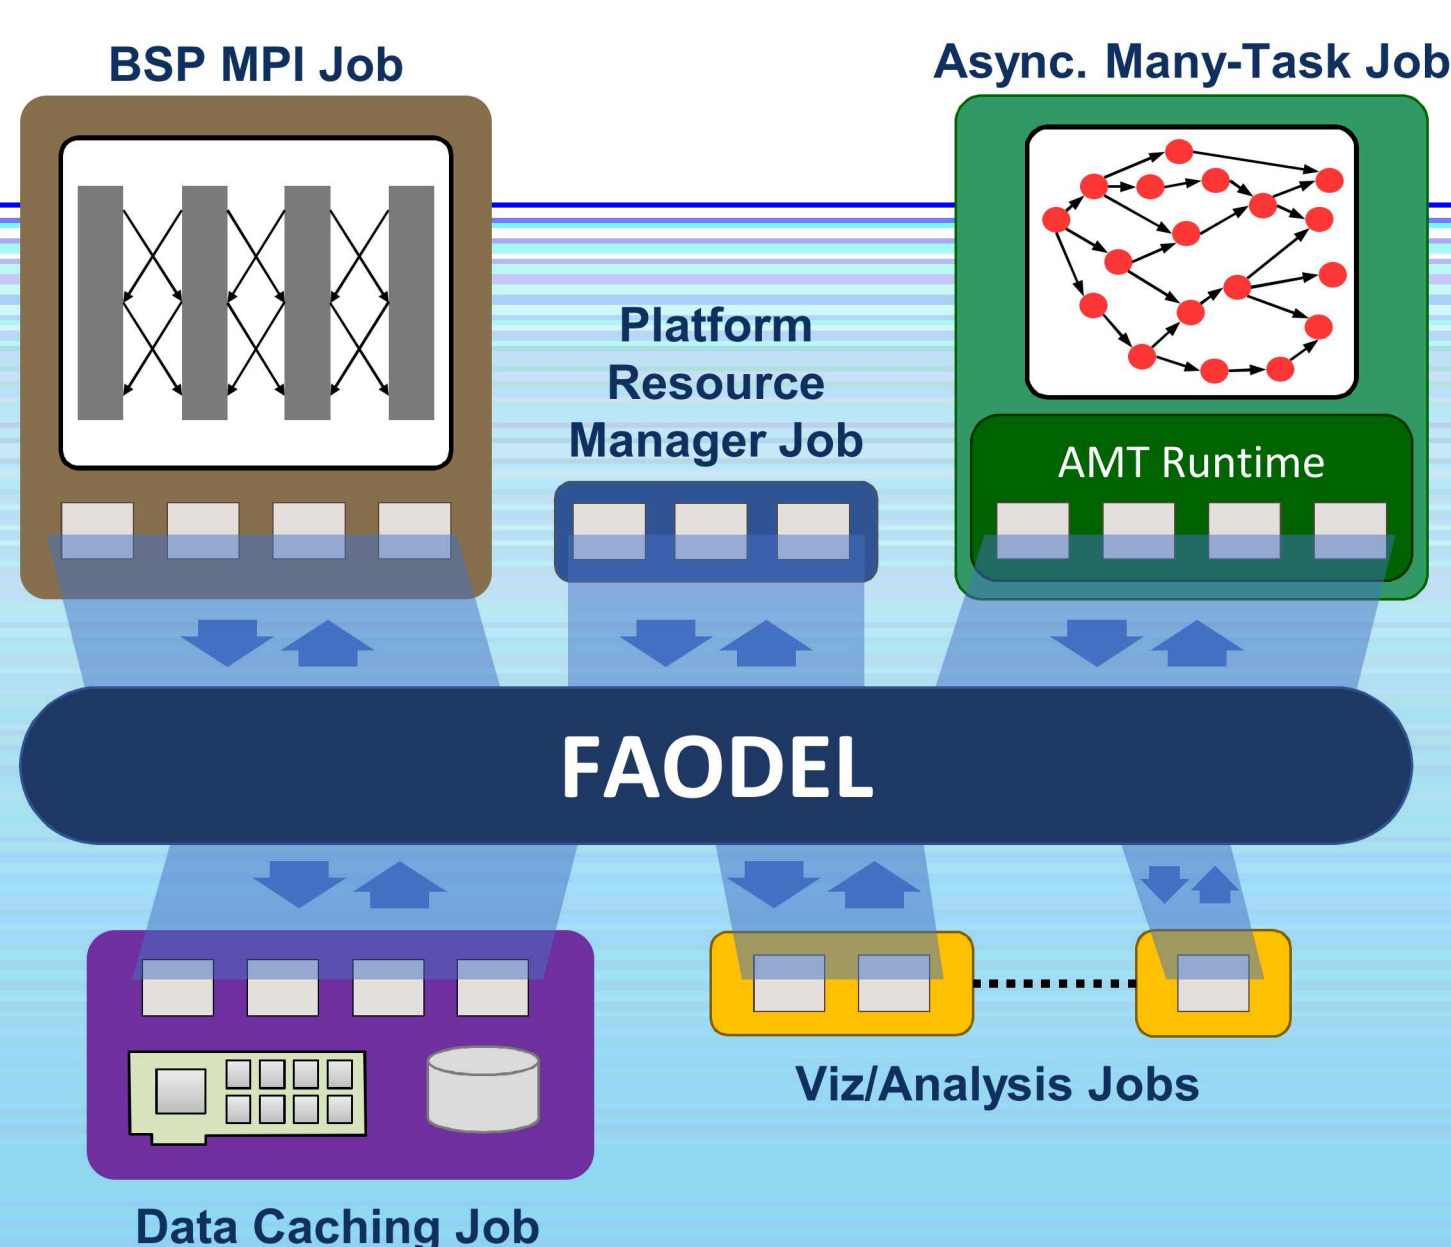 BSP MPI Job
Async. Many-Task Job
Platform
Resource
Manager Job
AMT Runtime
FAODEL
Viz/Analysis Jobs
Data Caching Job